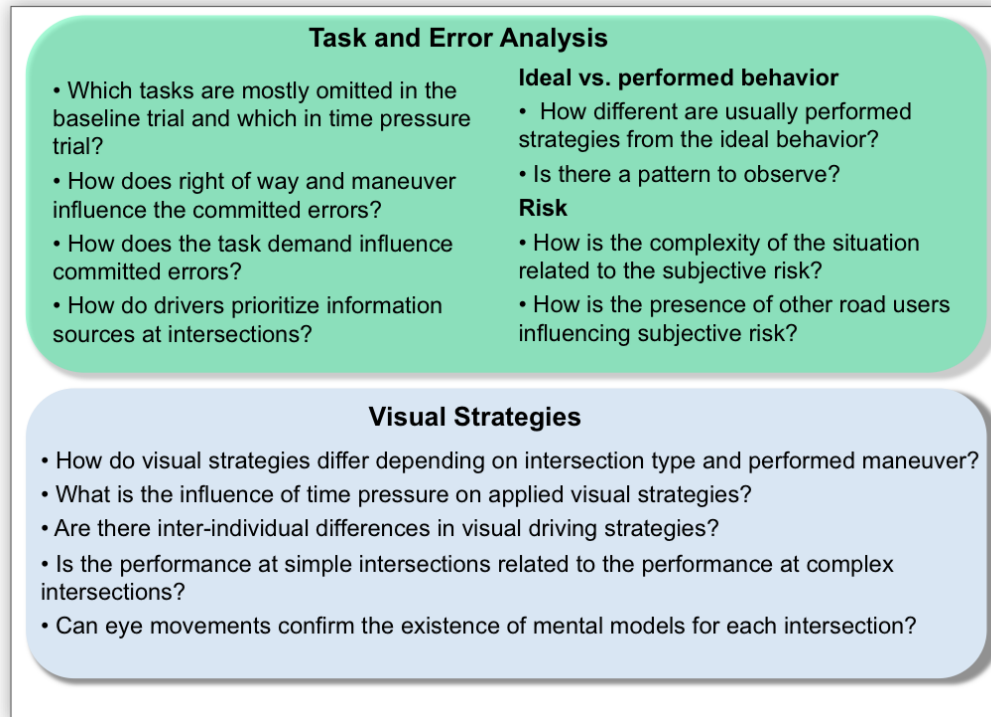 Task and Error Analysis
• Which tasks are mostly omitted in the
baseline trial and which in time pressure
trial?
• How does right of way and maneuver
influence the committed errors?
• How does the task demand influence
committed errors?
• How do drivers prioritize information
sources at intersections?
Ideal vs. performed behavior
• How different are usually performed
strategies from the ideal behavior?
• Is there a pattern to observe?
Risk
• How is the complexity of the situation
related to the subjective risk?
• How is the presence of other road users
influencing subjective risk?
Visual Strategies
• How do visual strategies differ depending on intersection type and performed maneuver?
• What is the influence of time pressure on applied visual strategies?
• Are there inter-individual differences in visual driving strategies?
• Is the performance at simple intersections related to the performance at complex
intersections?
• Can eye movements confirm the existence of mental models for each intersection?